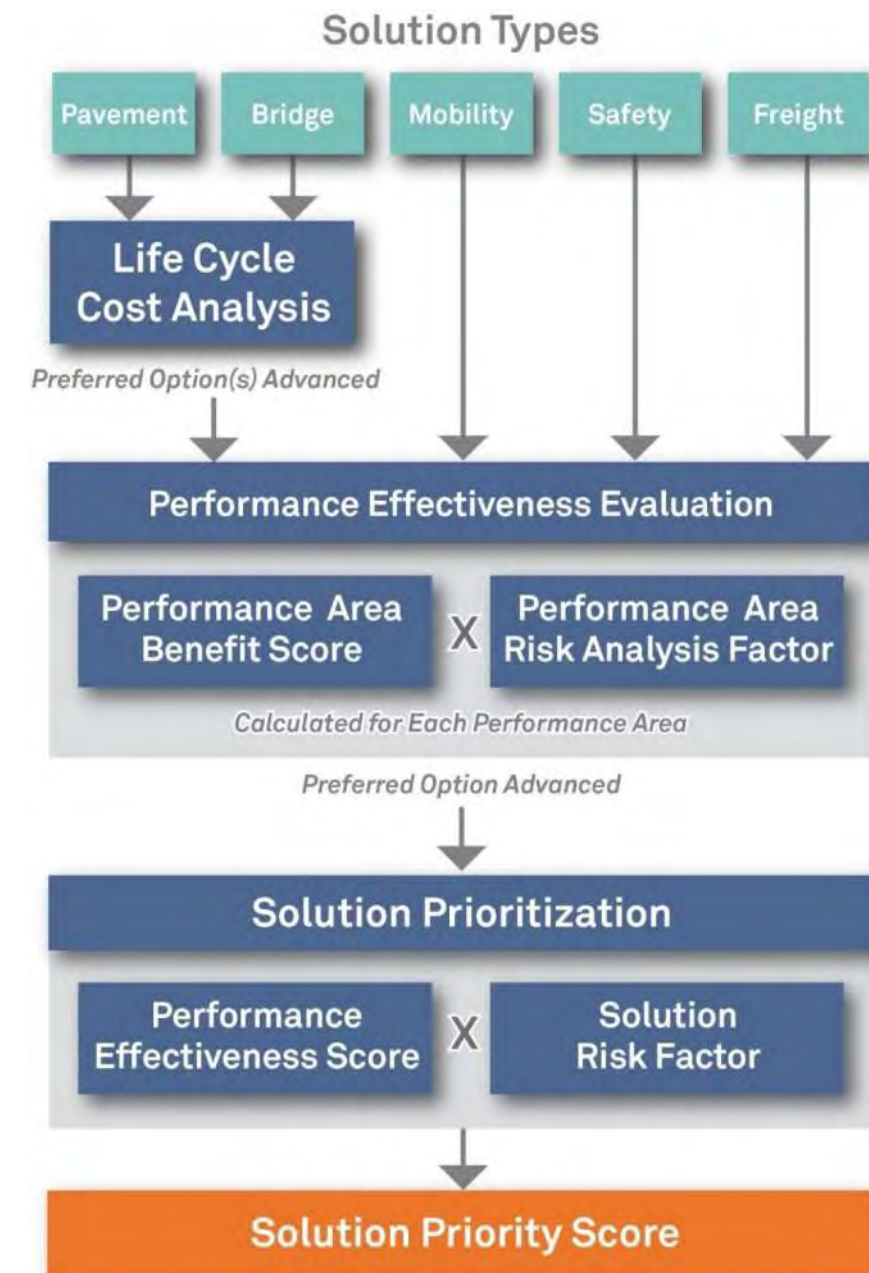 Solution Types
Pavement
Bridge
Mobility
Safety
Freight
Life Cycle
Cost Analysis
Preferred Option(s) Advanced
Performance Effectiveness Evaluation
Performance Area
Benefit Score
X
Performance Area
Risk Analysis Factor
Calculated for Each Performance Area
Preferred Option Advanced
Solution Prioritization
Performance
Effectiveness Score
X
Solution
Risk Factor
Solution Priority Score